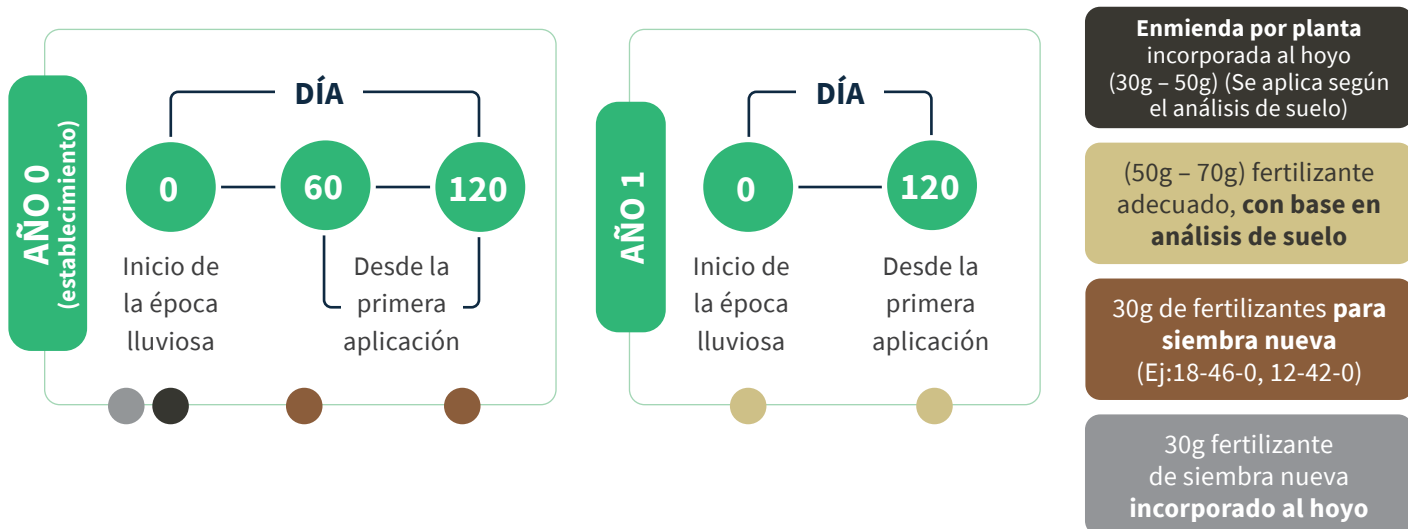 AÑO 0
(establecimiento)
DÍA
0
60
120
Inicio de
la época
lluviosa
Desde la
primera
aplicación
AÑO 1
DÍA
0
120
Inicio de
la época
lluviosa
Desde la
primera
aplicación
Enmienda por planta
incorporada al hoyo
(30g – 50g) (Se aplica según
el análisis de suelo)
(50g – 70g) fertilizante
adecuado, con base en
análisis de suelo
30g de fertilizantes para
siembra nueva
(Ej:18-46-0, 12-42-0)
30g fertilizante
de siembra nueva
incorporado al hoyo